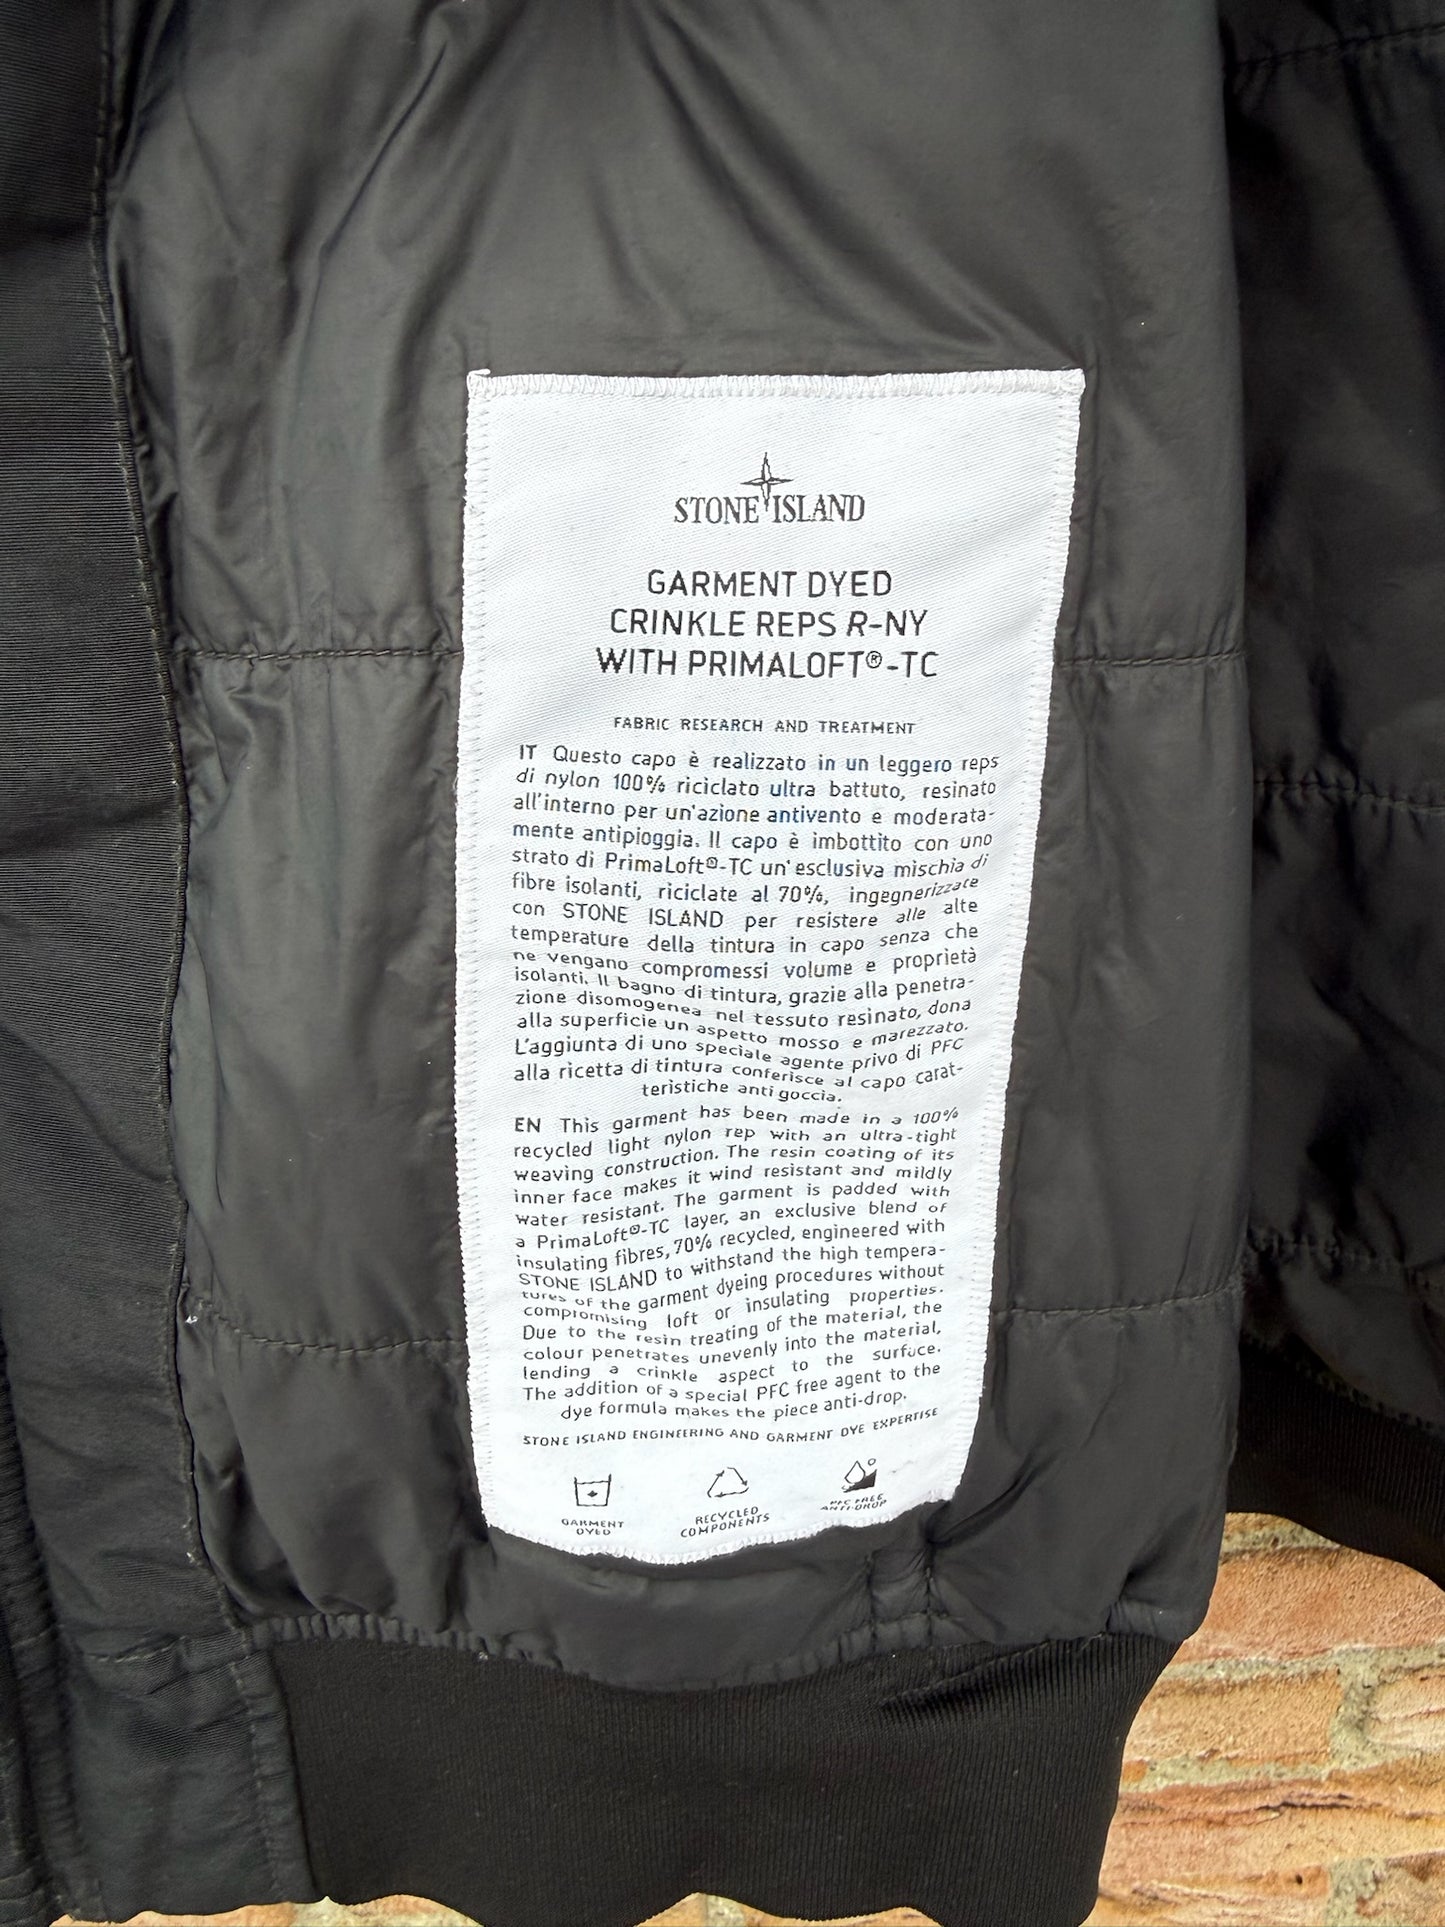 STONE ISLAND
GARMENT DYED
CRINKLE REPS R-NY
WITH PRIMALOFT®-TC
FABRIC RESEARCH AND TREATMENT
IT Questo capo è realizzato in un leggero reps
di nylon 100% riciclato ultra battuto, resinato
all'interno per un'azione antivento e moderata-
mente antipioggia. Il capo è imbottito con uno
strato di PrimaLoft®-TC un'esclusiva mischia di
fibre isolanti, riciclate al 70%, ingegnerizzate
con STONE ISLAND per resistere alle alte
temperature della tintura in capo senza che
ne vengano compromessi volume e proprietà
isolanti. Il bagno di tintura, grazie alla penetra-
zione disomogenea nel tessuto resinato, dona
alla superficie un aspetto mosso e marezzato.
L'aggiunta di uno speciale agente privo di PFC
alla ricetta di tintura conferisce al capo carat-
teristiche anti goccia.
EN This garment has been made in a 100%
recycled light nylon rep with an ultra-tight
weaving construction. The resin coating of its
inner face makes it wind resistant and mildly
water resistant. The garment is padded with
a PrimaLoft®-TC layer, an exclusive blend of
insulating fibres, 70% recycled, engineered with
STONE ISLAND to withstand the high tempera-
tures of the garment dyeing procedures without
compromising loft or insulating properties.
Due to the resin treating of the material, the
colour penetrates unevenly into the material,
lending a crinkle aspect to the surface.
The addition of a special PFC free agent to the
dye formula makes the piece anti-drop.
STONE ISLAND ENGINEERING AND GARMENT DYE EXPERTISE
GARMENT
DYED
RECYCLED
COMPONENTS
PFC FREE
ANTI-DROP